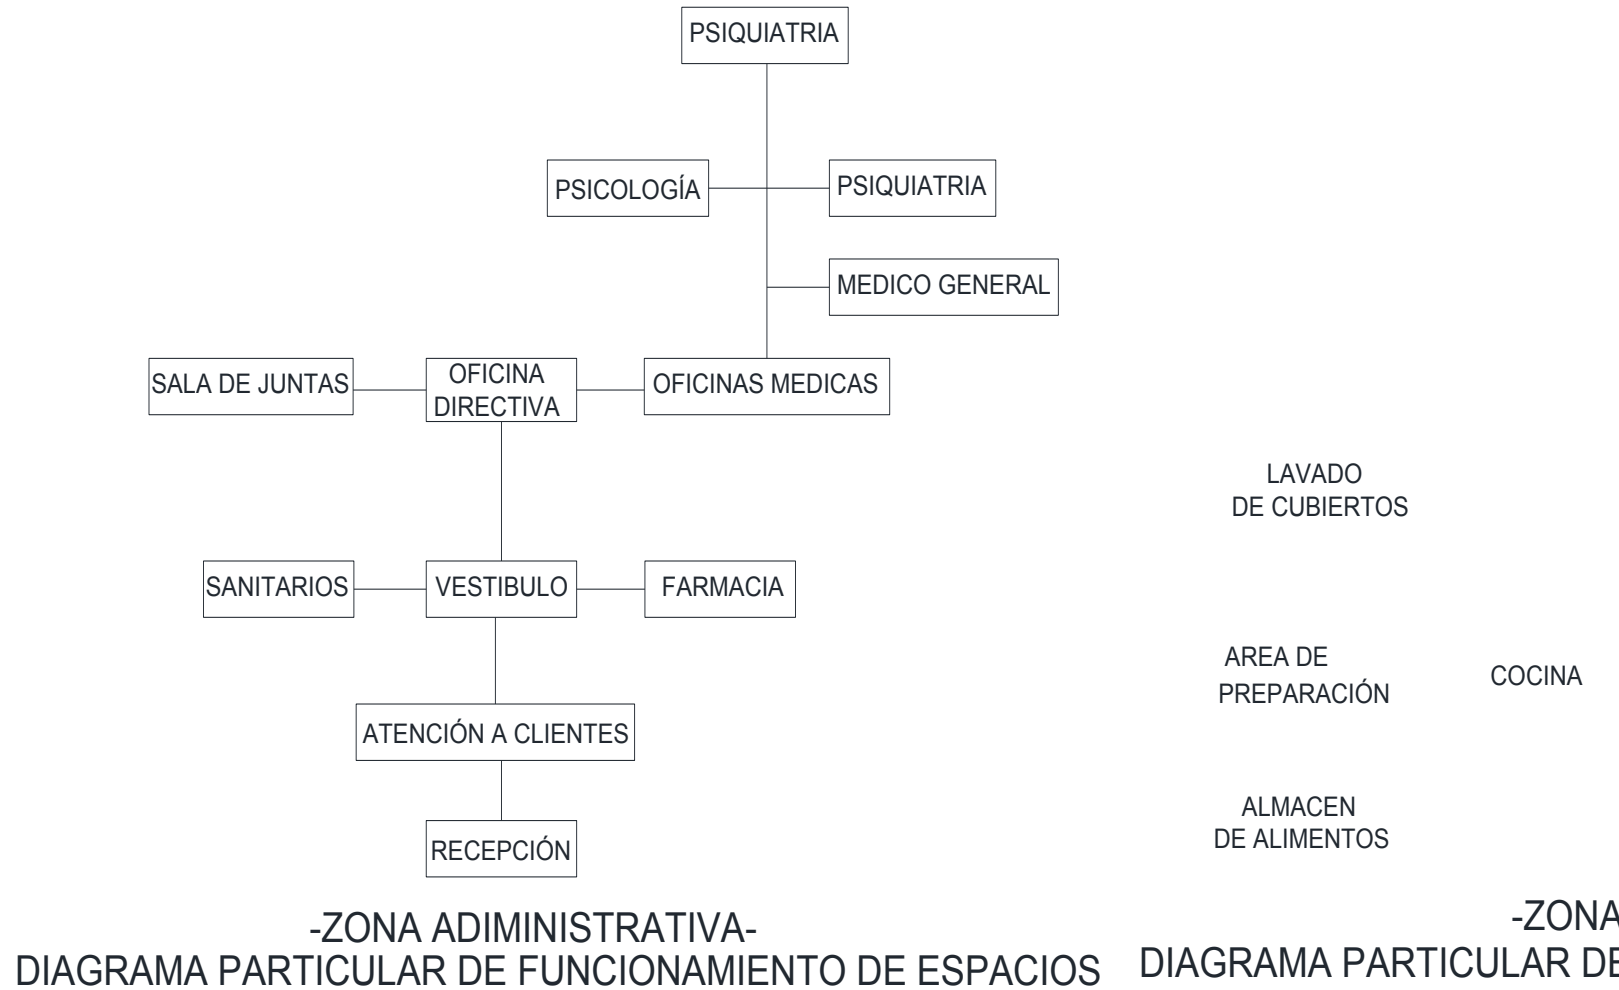 PSIQUIATRIA
PSICOLOGÍA
PSIQUIATRIA
MEDICO GENERAL
SALA DE JUNTAS
OFICINA
DIRECTIVA
OFICINAS MEDICAS
SANITARIOS
VESTIBULO
FARMACIA
ATENCIÓN A CLIENTES
RECEPCIÓN
-ZONA ADIMINISTRATIVA-
DIAGRAMA PARTICULAR DE FUNCIONAMIENTO DE ESPACIOS
LAVADO
DE CUBIERTOS
AREA DE
PREPARACIÓN
COCINA
ALMACEN
DE ALIMENTOS
-ZONA
DIAGRAMA PARTICULAR DE